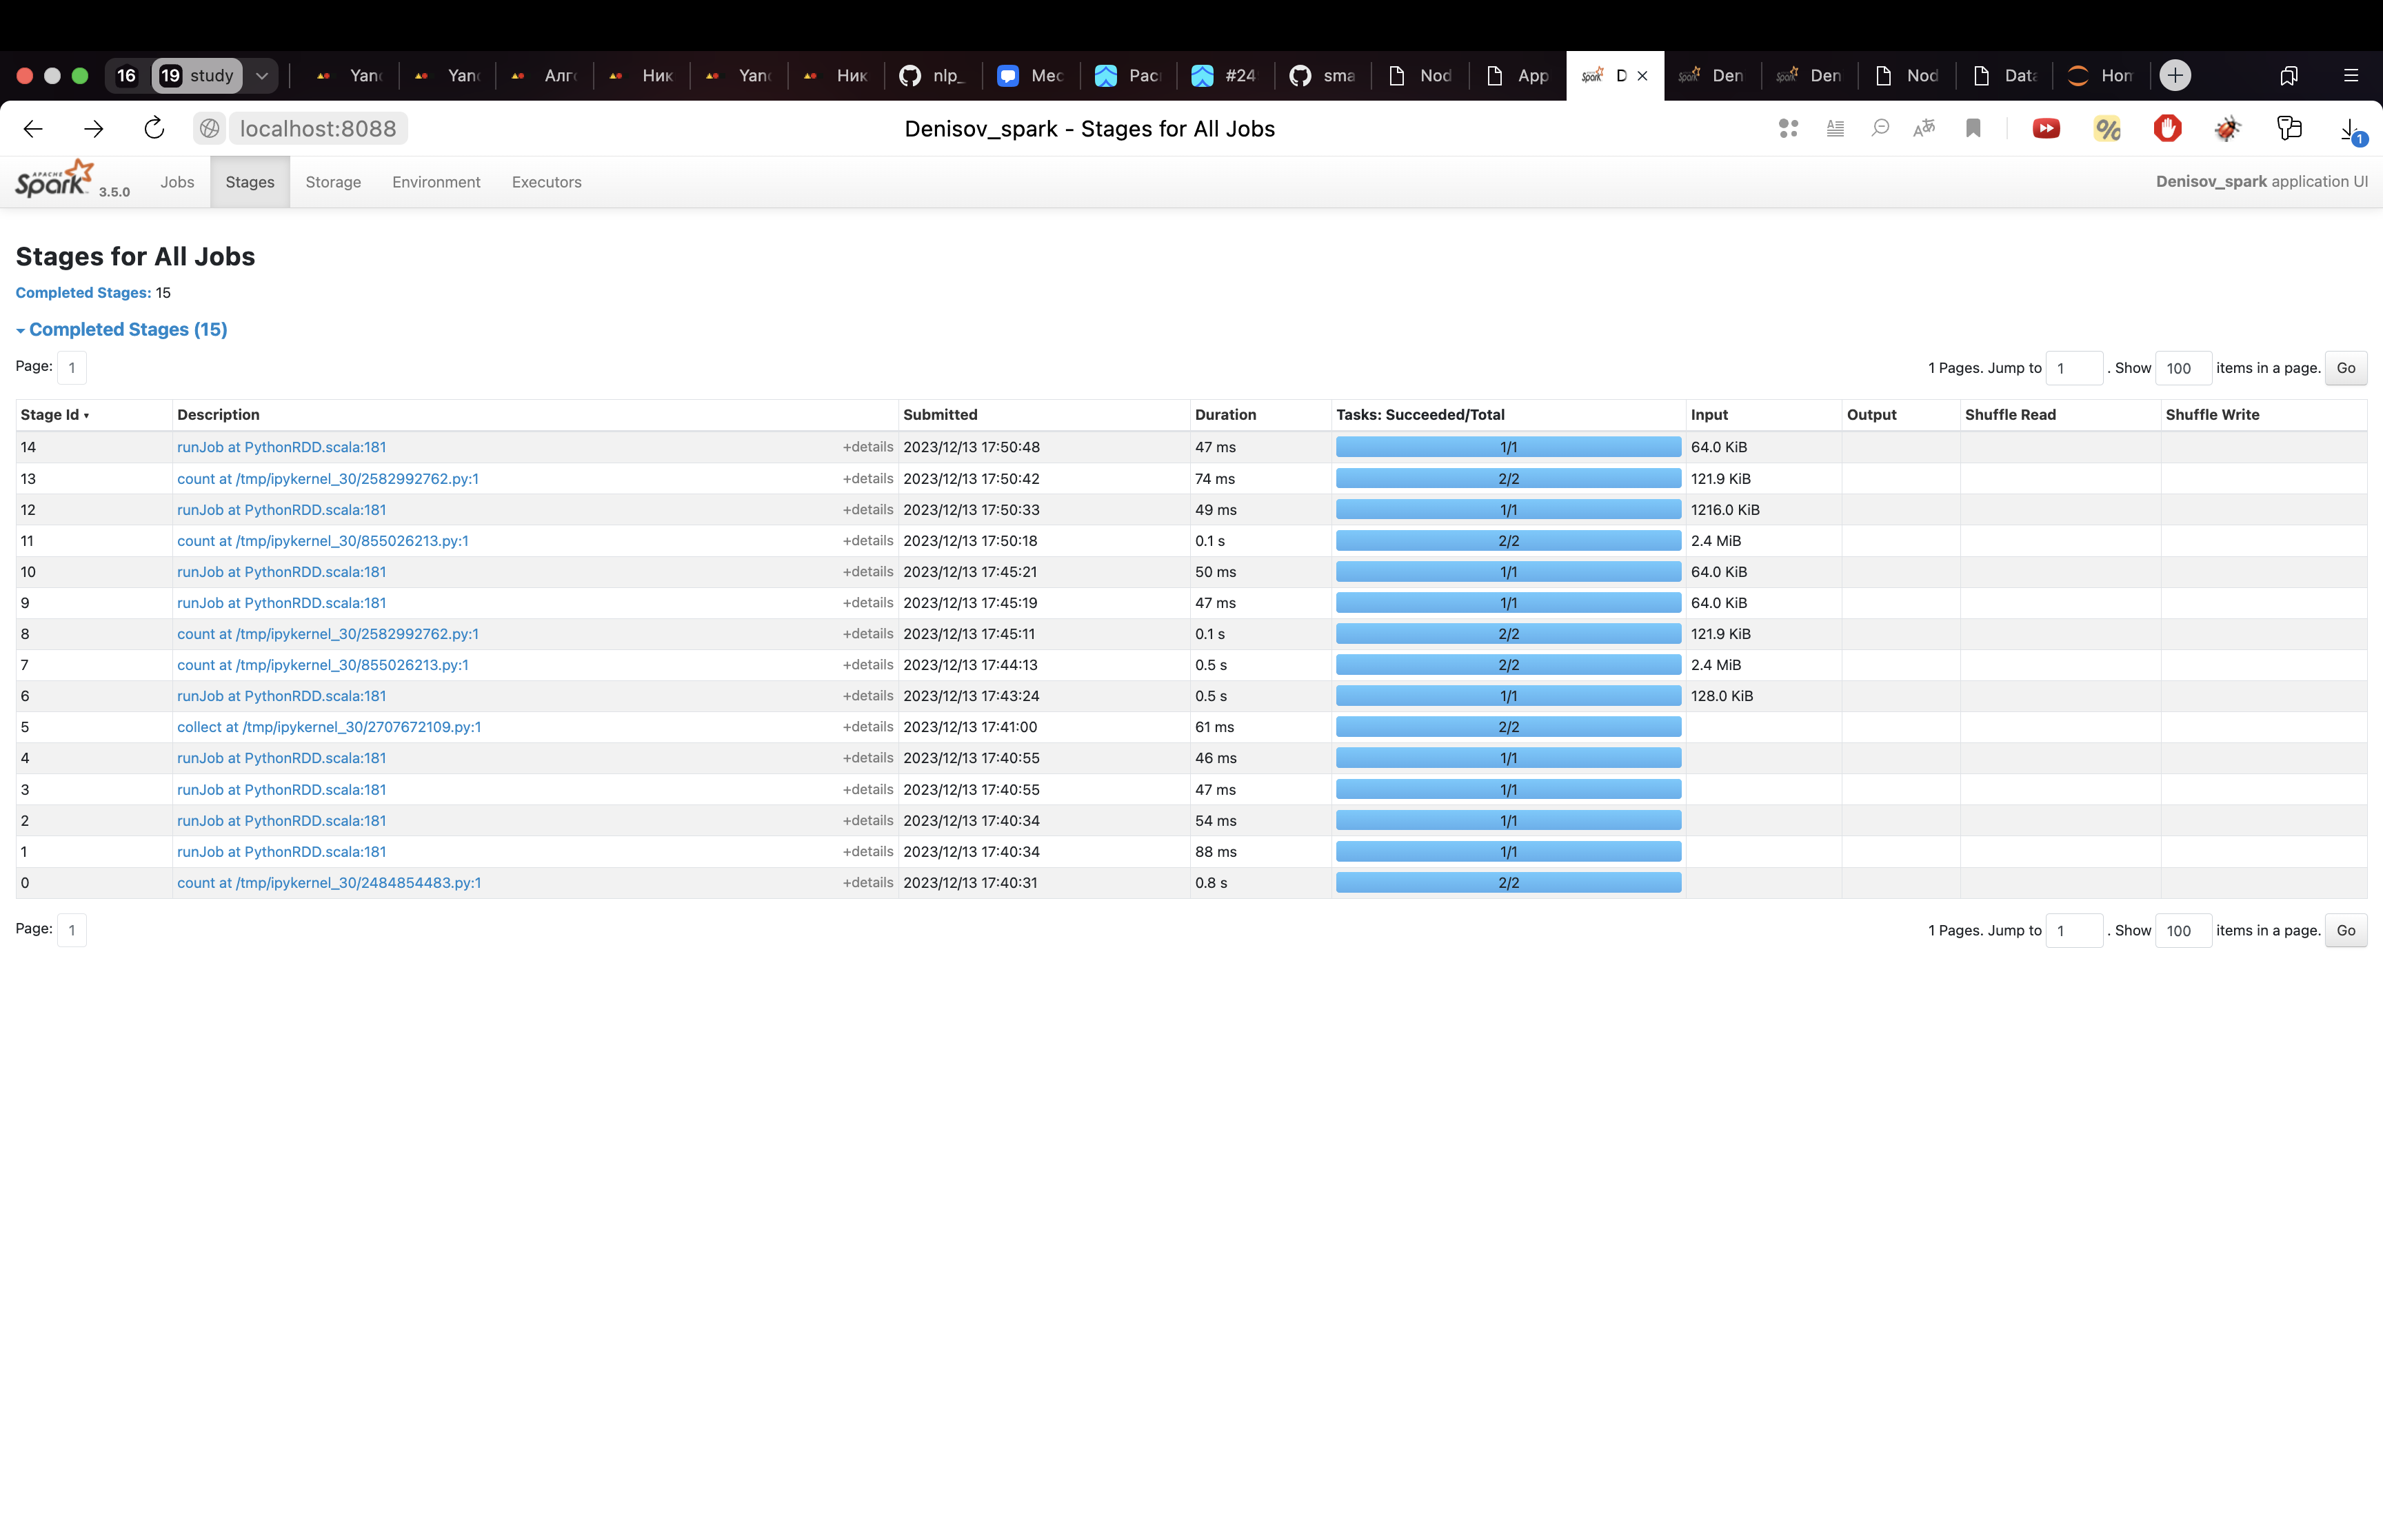 16 19 study Yan Yan Алг Ник Yan Ник nlp_ Мес Рас #24 sma Nod App D Den Den Nod Data Hom
localhost:8088 Denisov_spark - Stages for All Jobs 1
APACHE Spark 3.5.0 Jobs Stages Storage Environment Executors Denisov_spark application UI
Stages for All Jobs
Completed Stages: 15
Completed Stages (15)
Page: 1 1 Pages. Jump to 1 . Show 100 items in a page. Go
Stage Id Description Submitted Duration Tasks: Succeeded/Total Input Output Shuffle Read Shuffle Write
14 runJob at PythonRDD.scala:181 +details 2023/12/13 17:50:48 47 ms 1/1 64.0 KiB
13 count at /tmp/ipykernel_30/2582992762.py:1 +details 2023/12/13 17:50:42 74 ms 2/2 121.9 KiB
12 runJob at PythonRDD.scala:181 +details 2023/12/13 17:50:33 49 ms 1/1 1216.0 KiB
11 count at /tmp/ipykernel_30/855026213.py:1 +details 2023/12/13 17:50:18 0.1 s 2/2 2.4 MiB
10 runJob at PythonRDD.scala:181 +details 2023/12/13 17:45:21 50 ms 1/1 64.0 KiB
9 runJob at PythonRDD.scala:181 +details 2023/12/13 17:45:19 47 ms 1/1 64.0 KiB
8 count at /tmp/ipykernel_30/2582992762.py:1 +details 2023/12/13 17:45:11 0.1 s 2/2 121.9 KiB
7 count at /tmp/ipykernel_30/855026213.py:1 +details 2023/12/13 17:44:13 0.5 s 2/2 2.4 MiB
6 runJob at PythonRDD.scala:181 +details 2023/12/13 17:43:24 0.5 s 1/1 128.0 KiB
5 collect at /tmp/ipykernel_30/2707672109.py:1 +details 2023/12/13 17:41:00 61 ms 2/2
4 runJob at PythonRDD.scala:181 +details 2023/12/13 17:40:55 46 ms 1/1
3 runJob at PythonRDD.scala:181 +details 2023/12/13 17:40:55 47 ms 1/1
2 runJob at PythonRDD.scala:181 +details 2023/12/13 17:40:34 54 ms 1/1
1 runJob at PythonRDD.scala:181 +details 2023/12/13 17:40:34 88 ms 1/1
0 count at /tmp/ipykernel_30/2484854483.py:1 +details 2023/12/13 17:40:31 0.8 s 2/2
Page: 1 1 Pages. Jump to 1 . Show 100 items in a page. Go